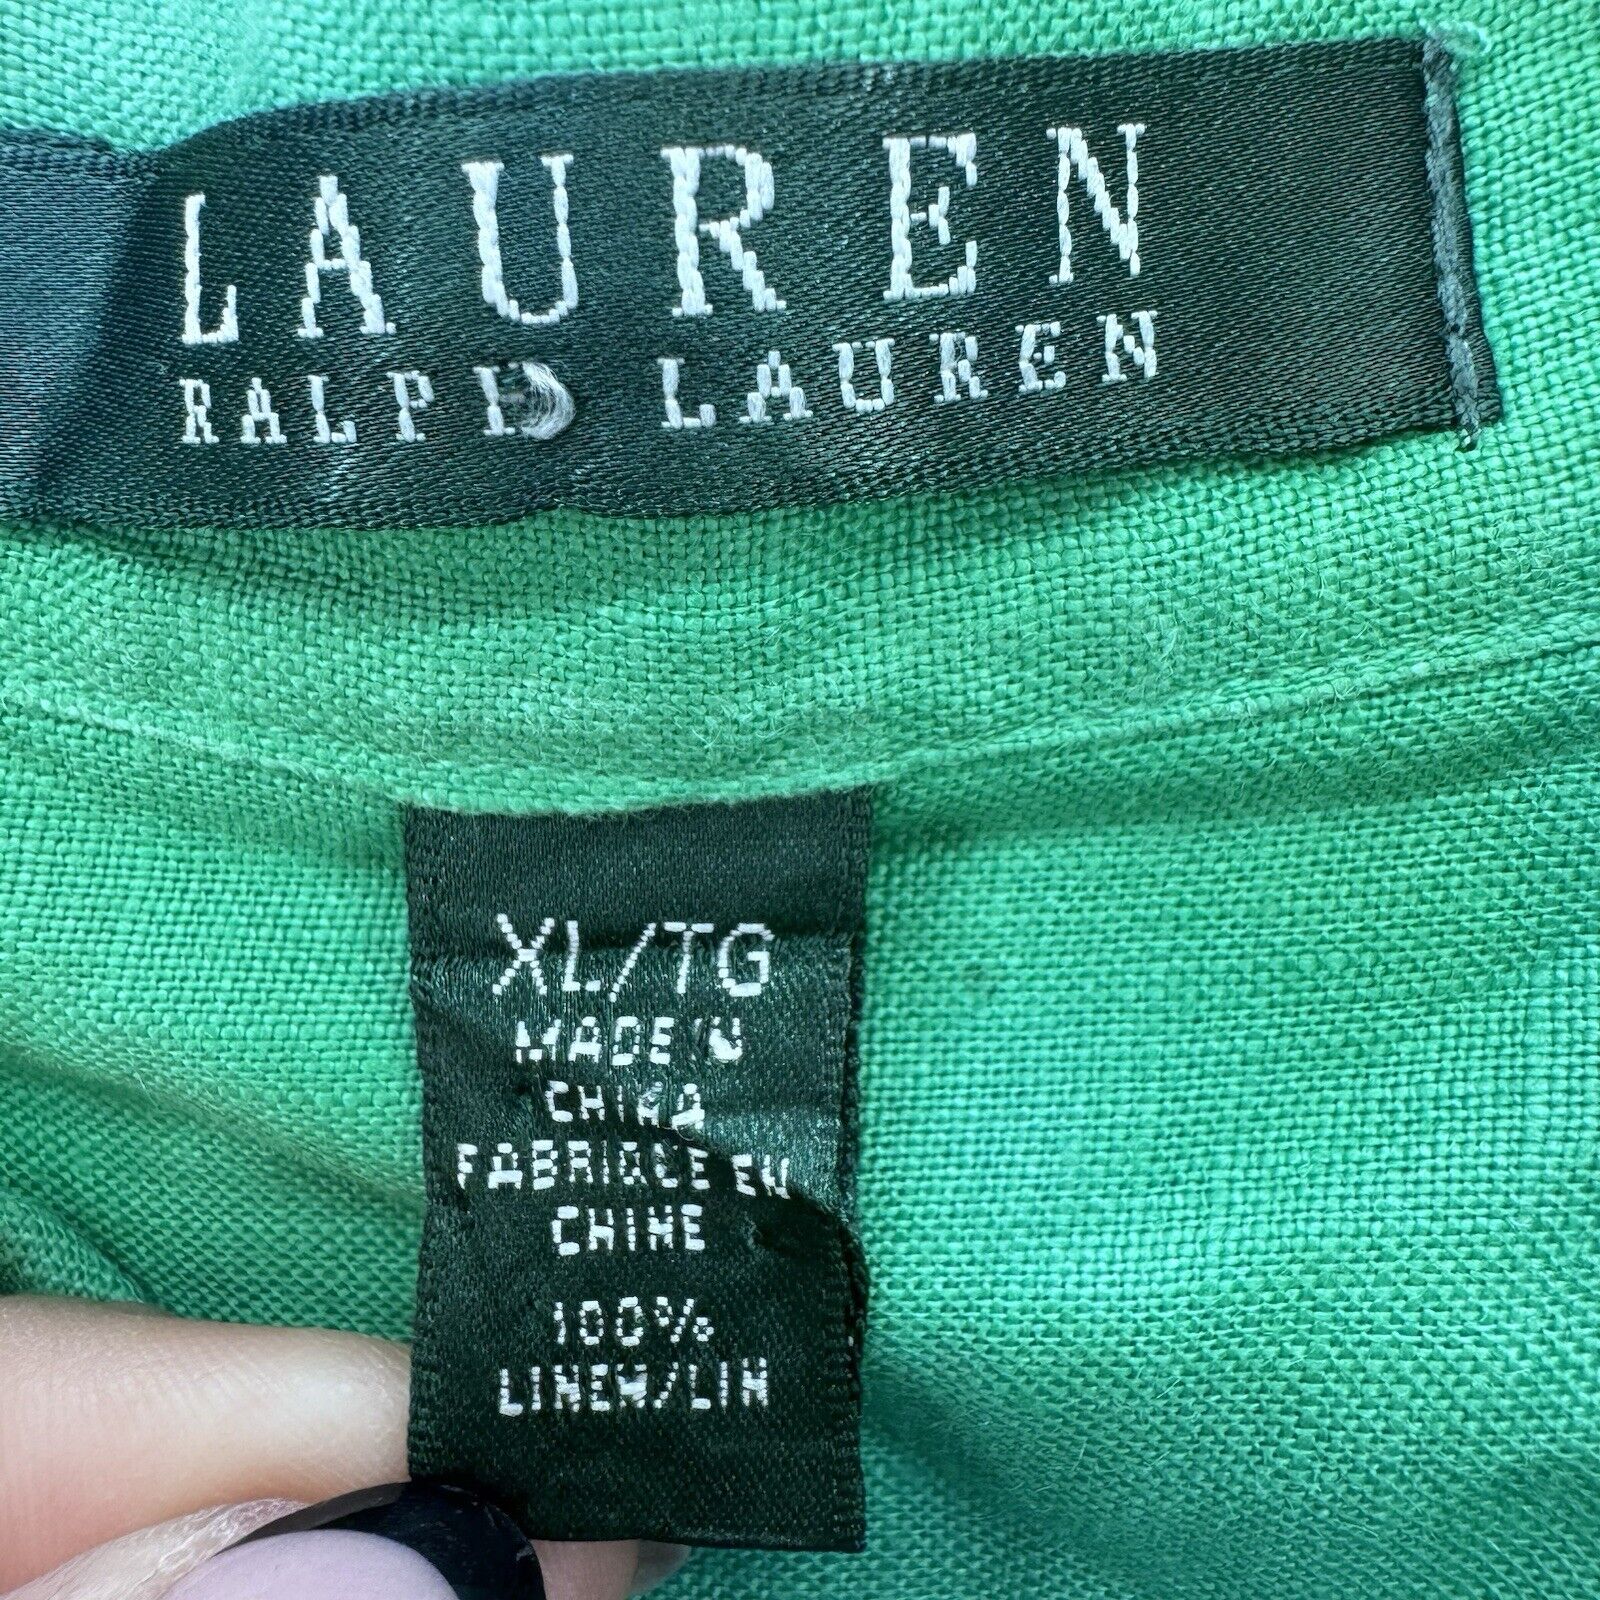 LAUREN
RALPH LAUREN
XL/TG
MADE IN
CHINA
FABRIQUE EN
CHINE
100%
LINEN/LIN